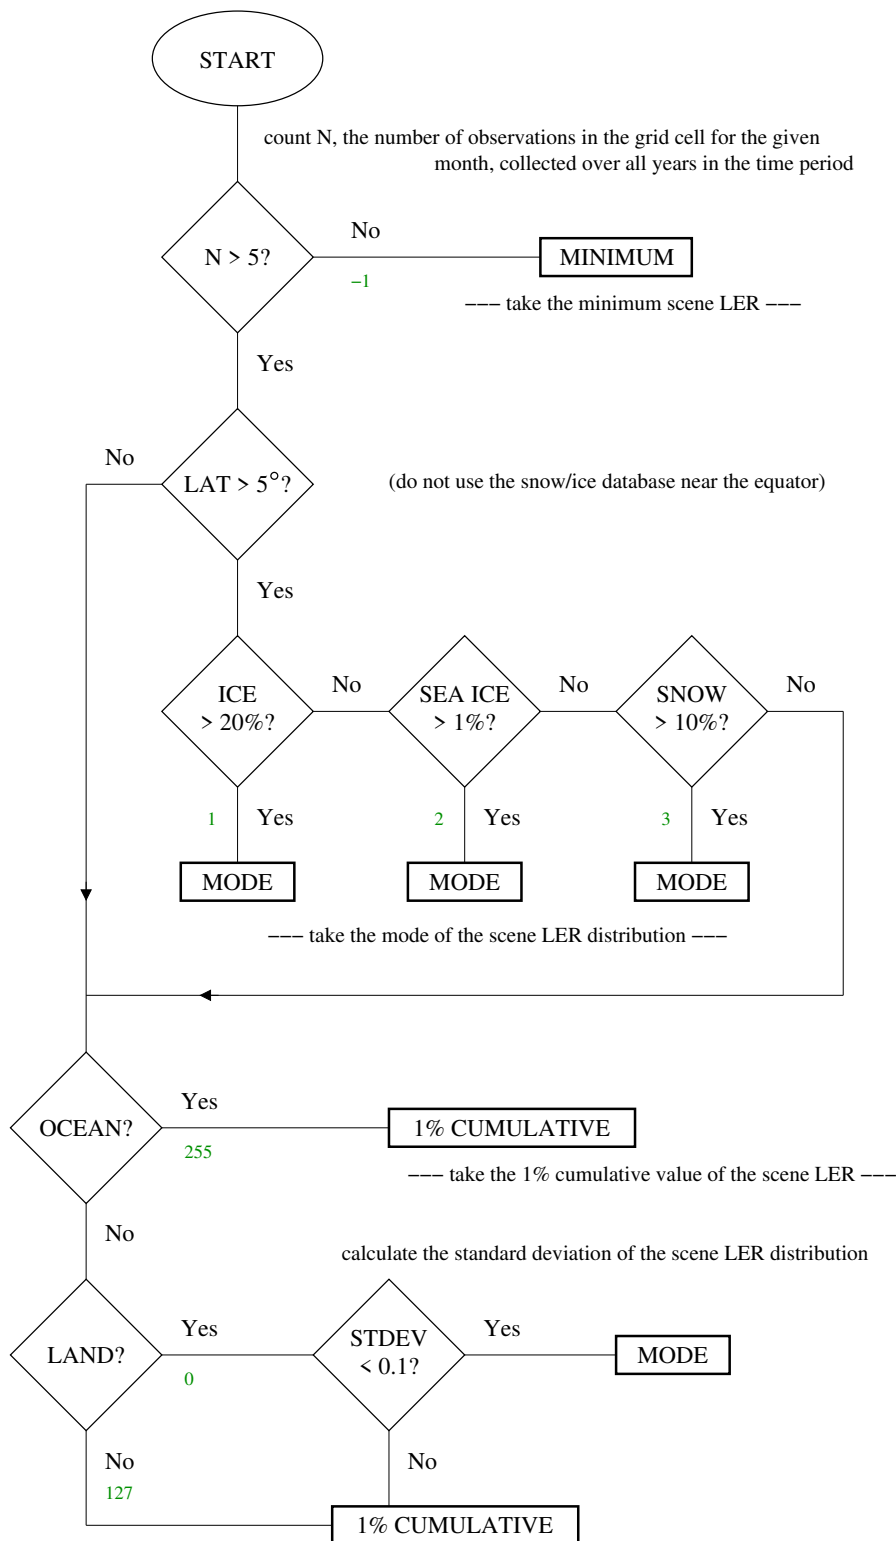 START
count N, the number of observations in the grid cell for the given
month, collected over all years in the time period
N > 5?
No
−1
MINIMUM
−−− take the minimum scene LER −−−
Yes
No
LAT > 5°?
(do not use the snow/ice database near the equator)
Yes
ICE
> 20%?
No
SEA ICE
> 1%?
No
SNOW
> 10%?
No
1
Yes
2
Yes
3
Yes
MODE
MODE
MODE
−−− take the mode of the scene LER distribution −−−
OCEAN?
Yes
255
1% CUMULATIVE
−−− take the 1% cumulative value of the scene LER −−−
No
calculate the standard deviation of the scene LER distribution
LAND?
Yes
0
STDEV
< 0.1?
Yes
MODE
No
127
No
1% CUMULATIVE